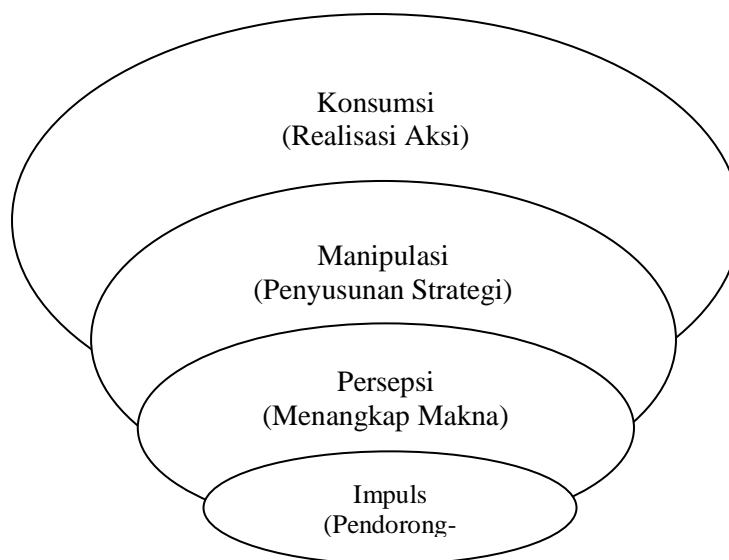 Konsumsi
(Realisasi Aksi)
Manipulasi
(Penyusunan Strategi)
Persepsi
(Menangkap Makna)
Impuls
(Pendorong-